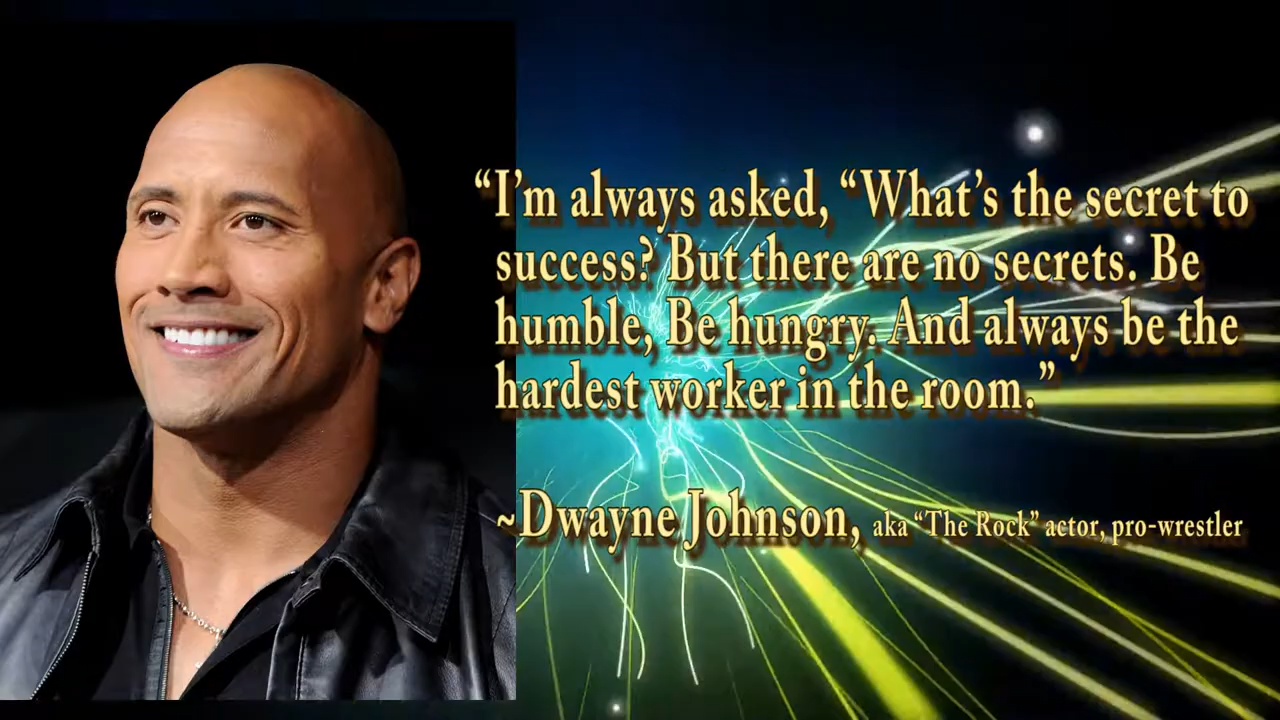 “I’m always asked, “What’s the secret to
success? But there are no secrets. Be
humble, Be hungry. And always be the
hardest worker in the room.”
~Dwayne Johnson, aka “The Rock” actor, pro-wrestler